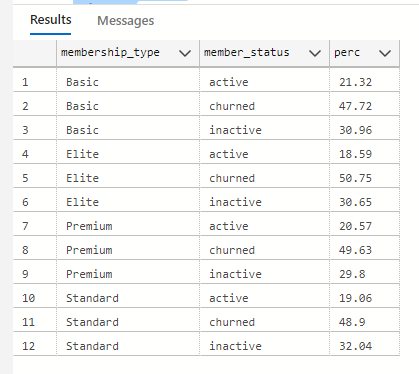 Results Messages
membership_type member_status perc
1 Basic active 21.32
2 Basic churned 47.72
3 Basic inactive 30.96
4 Elite active 18.59
5 Elite churned 50.75
6 Elite inactive 30.65
7 Premium active 20.57
8 Premium churned 49.63
9 Premium inactive 29.8
10 Standard active 19.06
11 Standard churned 48.9
12 Standard inactive 32.04